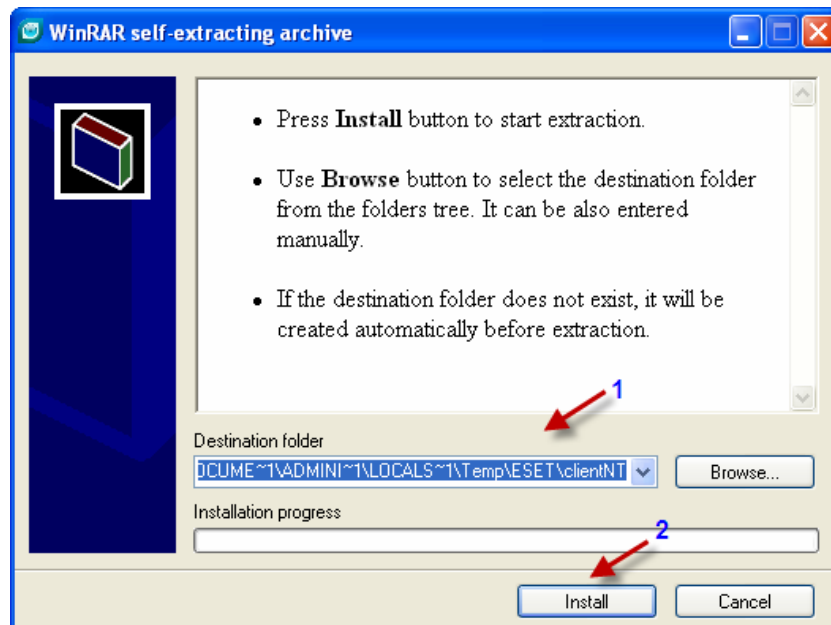 WinRAR self-extracting archive
Press Install button to start extraction.
Use Browse button to select the destination folder
from the folders tree. It can be also entered
manually.
If the destination folder does not exist, it will be
created automatically before extraction.
1
Destination folder
OCUME~1\ADMINI~1\LOCALS~1\Temp\ESET\clientNT
Browse...
Installation progress
2
Install
Cancel